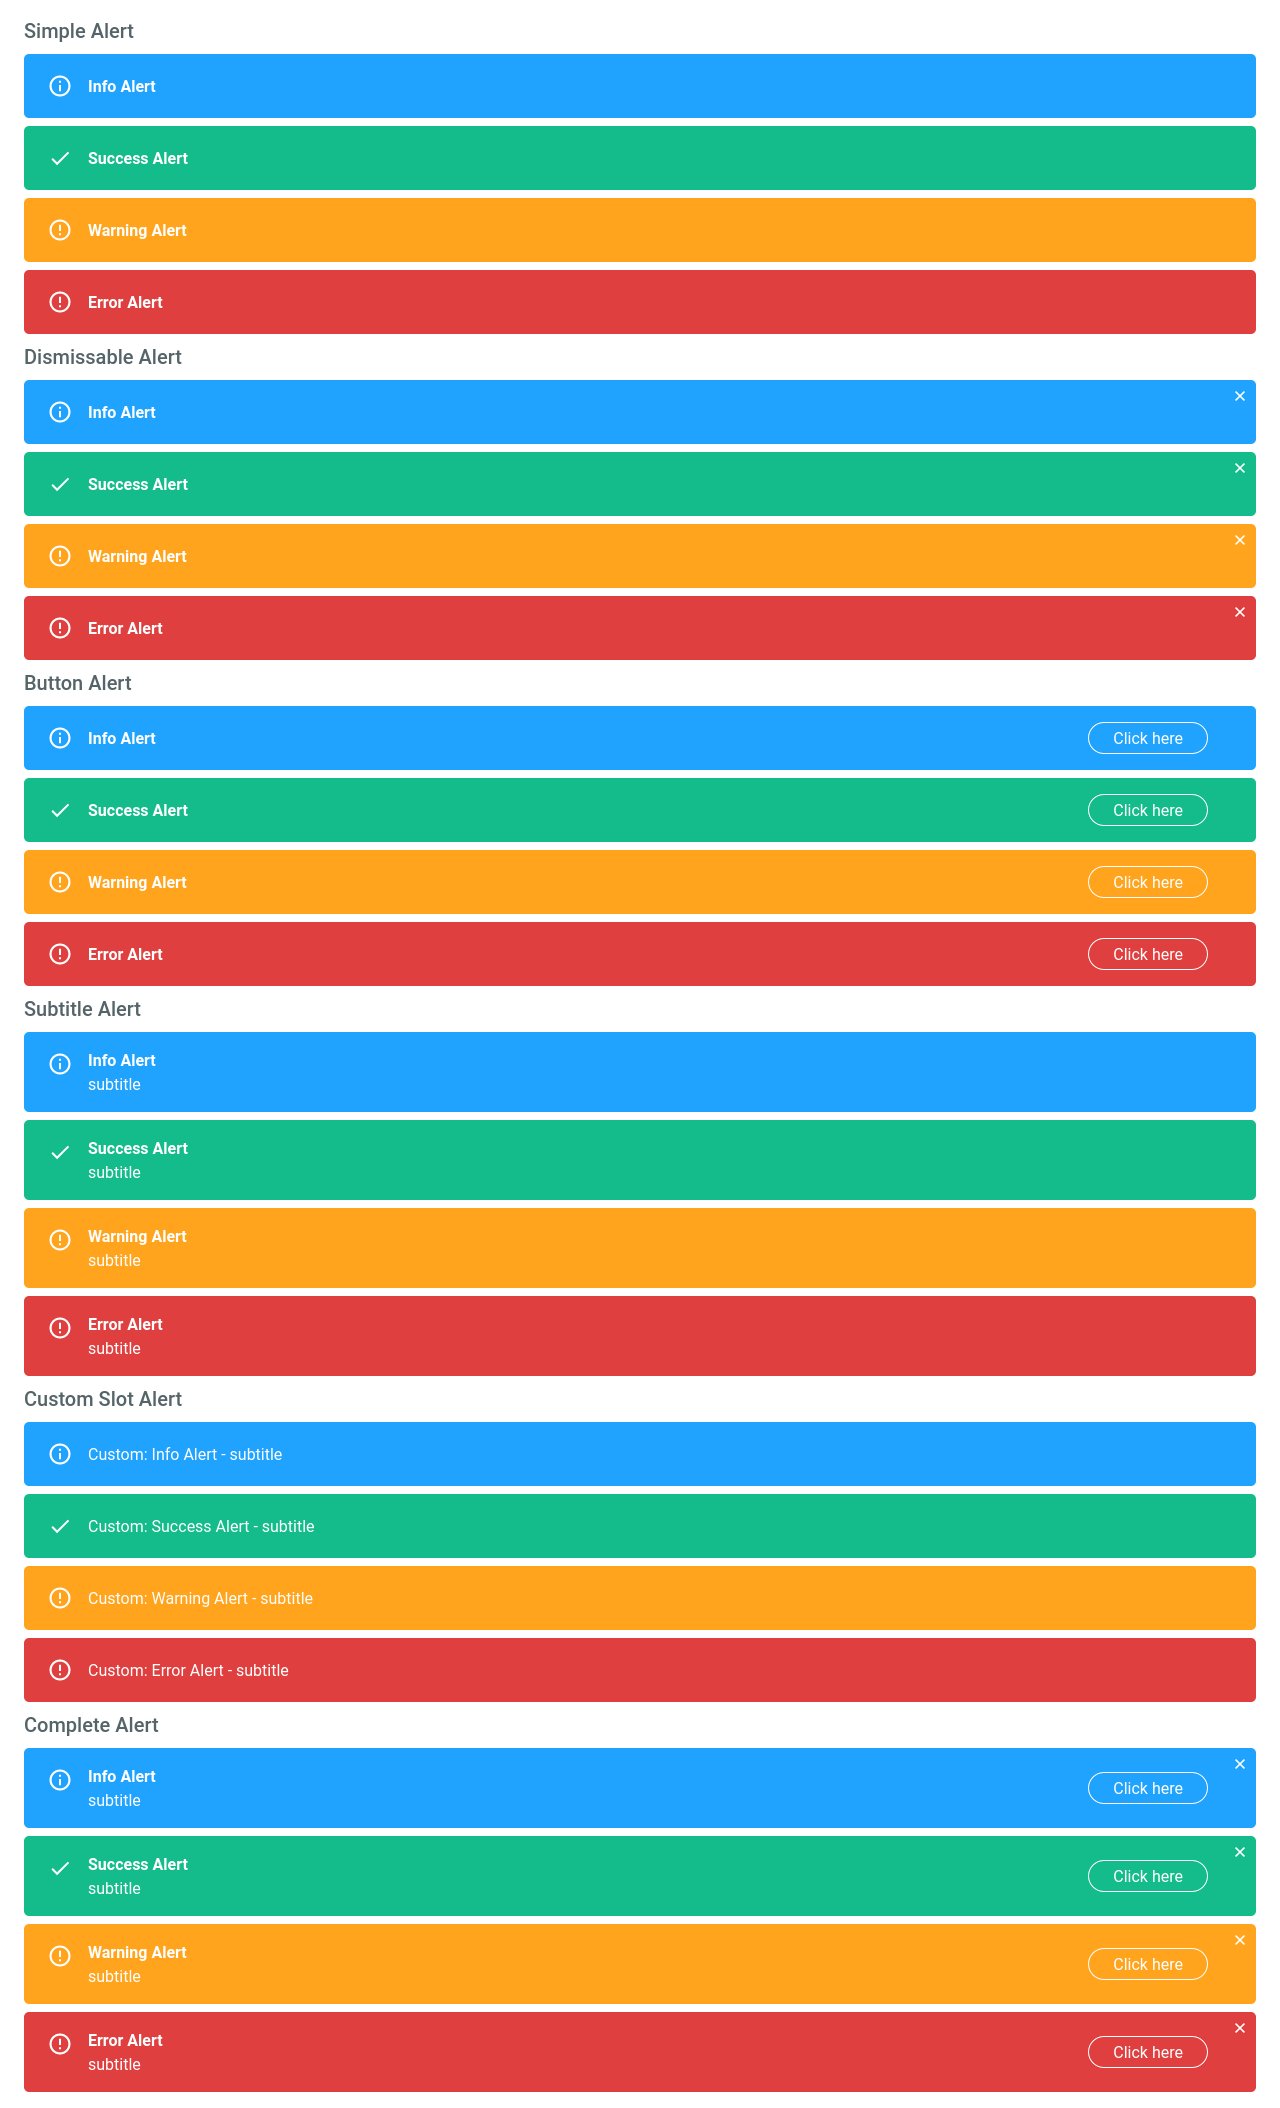 Simple Alert
Info Alert
Success Alert
Warning Alert
Error Alert
Dismissable Alert
Info Alert
Success Alert
Warning Alert
Error Alert
Button Alert
Info Alert Click here
Success Alert Click here
Warning Alert Click here
Error Alert Click here
Subtitle Alert
Info Alert
subtitle
Success Alert
subtitle
Warning Alert
subtitle
Error Alert
subtitle
Custom Slot Alert
Custom: Info Alert - subtitle
Custom: Success Alert - subtitle
Custom: Warning Alert - subtitle
Custom: Error Alert - subtitle
Complete Alert
Info Alert
subtitle
Click here
Success Alert
subtitle
Click here
Warning Alert
subtitle
Click here
Error Alert
subtitle
Click here